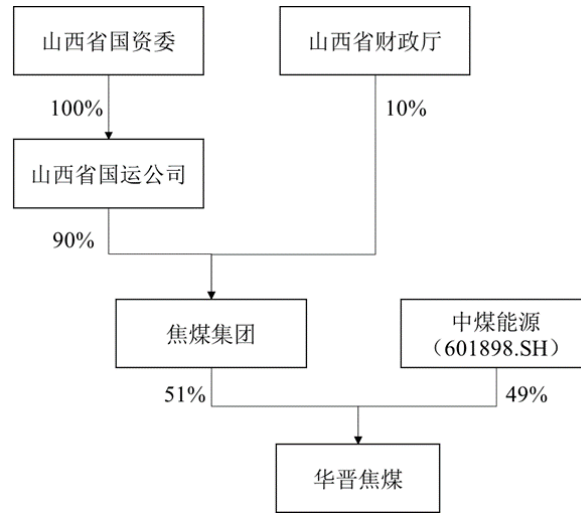 山西省国资委
山西省财政厅
100%
10%
山西省国运公司
90%
焦煤集团
中煤能源
（601898.SH）
51%
49%
华晋焦煤